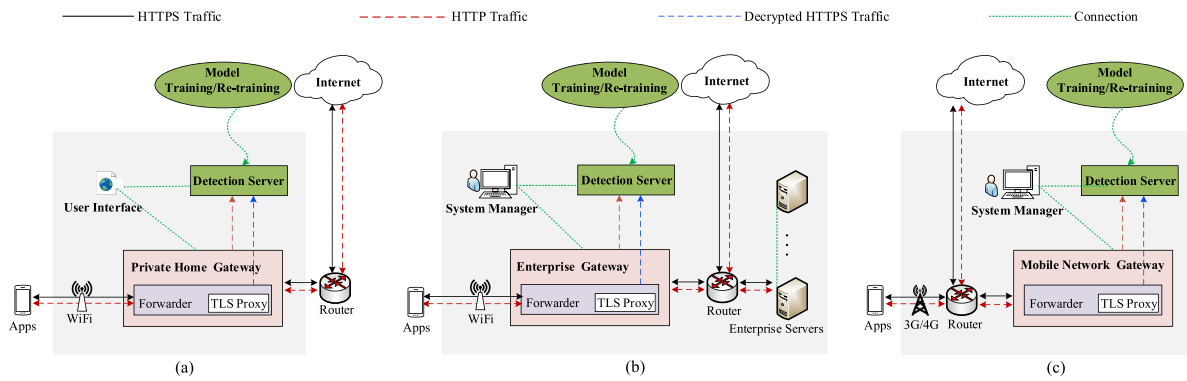 HTTPS Traffic
HTTP Traffic
Decrypted HTTPS Traffic
Connection
Model
Training/Re-training
Internet
Detection Server
User Interface
Private Home Gateway
Forwarder
TLS Proxy
Apps
WiFi
Router
(a)
Model
Training/Re-training
Internet
Detection Server
System Manager
Enterprise Gateway
Forwarder
TLS Proxy
Apps
WiFi
Router
Enterprise Servers
(b)
Internet
Model
Training/Re-training
Detection Server
System Manager
Mobile Network Gateway
Forwarder
TLS Proxy
Apps
3G/4G
Router
(c)